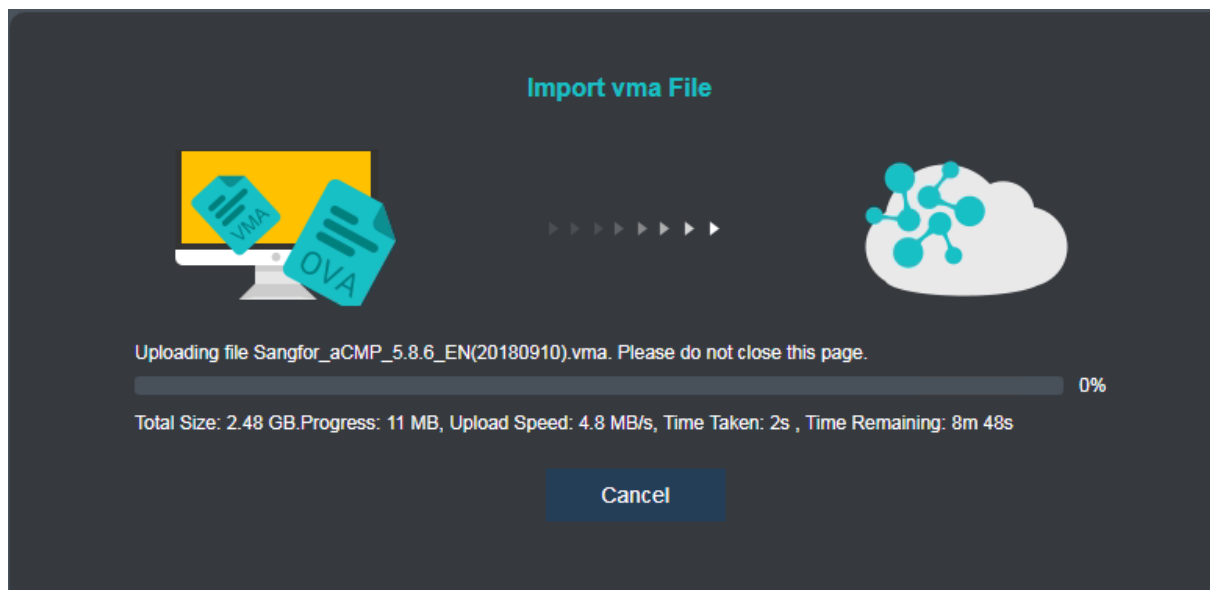 Import vma File
VMA
OVA
Uploading file Sangfor_aCMP_5.8.6_EN(20180910).vma. Please do not close this page.
0%
Total Size: 2.48 GB.Progress: 11 MB, Upload Speed: 4.8 MB/s, Time Taken: 2s , Time Remaining: 8m 48s
Cancel